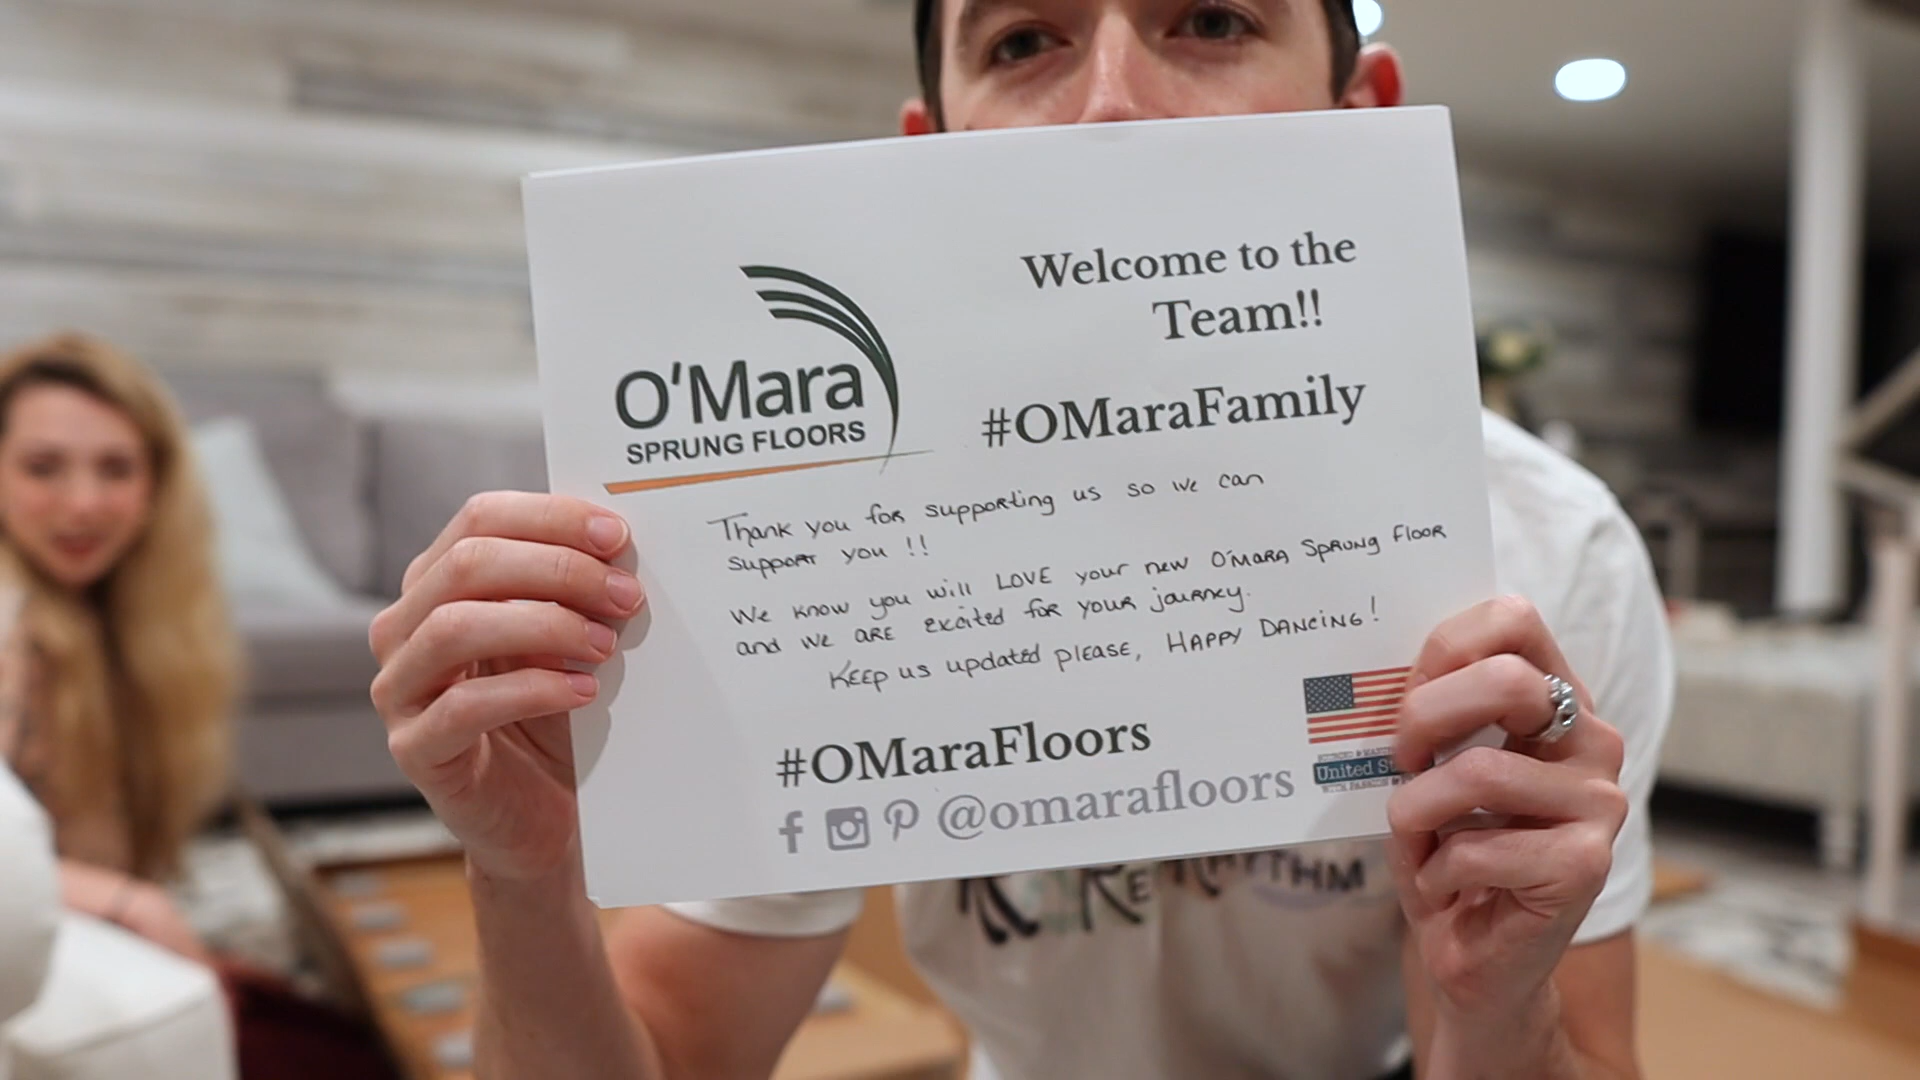 Welcome to the
Team!!
O'Mara
SPRUNG FLOORS
#OMaraFamily
Thank you for supporting us so we can
support you !!
We know you will LOVE your new O'MARA Sprung Floor
and we ARE excited for your journey.
Keep us updated please, Happy Dancing!
#OMaraFloors
@omarafloors
United
RHYTHM